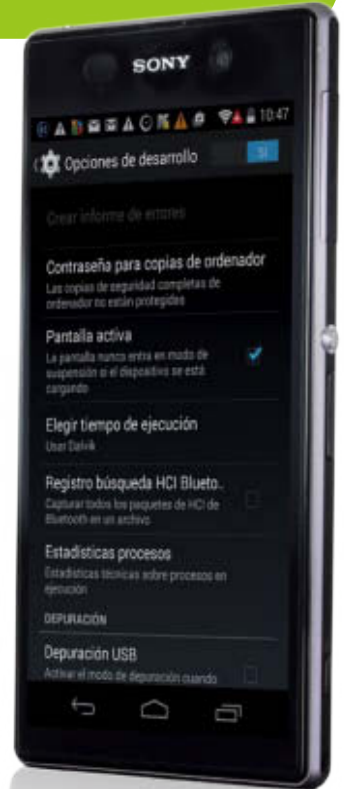 SONY
10:47
Opciones de desarrollo
SI
Crear informe de errores
Contraseña para copias de ordenador
Las copias de seguridad completas de
ordenador no están protegidas
Pantalla activa
La pantalla nunca entra en modo de
suspensión si el dispositivo se está
cargando
Elegir tiempo de ejecución
Usar Dalvik
Registro búsqueda HCI Blueto..
Capturar todos los paquetes de HCI de
Bluetooth en un archivo
Estadísticas procesos
Estadísticas técnicas sobre procesos en
ejecución
DEPURACIÓN
Depuración USB
Activar el modo de depuración cuando